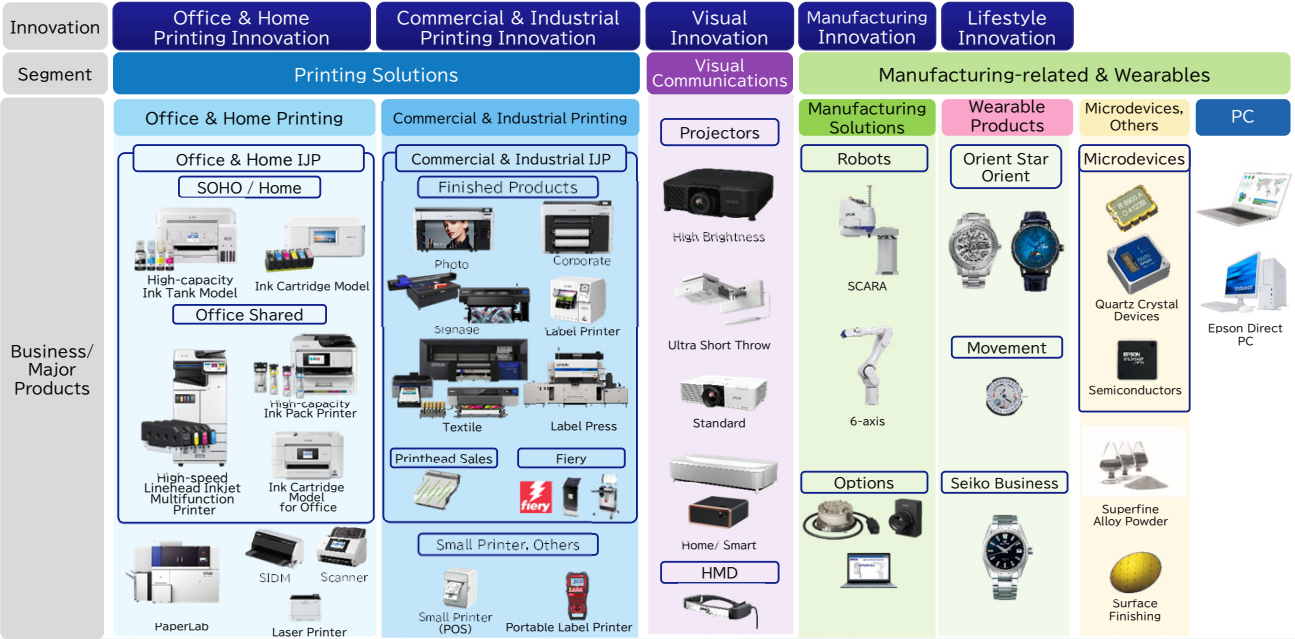 Innovation
Office & Home
Printing Innovation
Commercial & Industrial
Printing Innovation
Visual
Innovation
Manufacturing
Innovation
Lifestyle
Innovation
Segment
Printing Solutions
Visual
Communications
Manufacturing-related & Wearables
Business/
Major
Products
Office & Home Printing
Office & Home IJP
SOHO / Home
High-capacity
Ink Tank Model
Ink Cartridge Model
Office Shared
High-speed
Linehead Inkjet
Multifunction
Printer
High-capacity
Ink Pack Printer
Ink Cartridge
Model
for Office
PaperLab
SIDM
Scanner
Laser Printer
Commercial & Industrial Printing
Commercial & Industrial IJP
Finished Products
Photo
Corporate
Signage
Label Printer
Textile
Label Press
EPSON
EPSON
Printhead Sales
Fiery
fiery
Small Printer, Others
Small Printer
(POS)
Portable Label Printer
Projectors
High Brightness
Ultra Short Throw
Standard
Home/ Smart
HMD
Manufacturing
Solutions
Robots
SCARA
6-axis
Options
Wearable
Products
Orient Star
Orient
Movement
Seiko Business
Microdevices,
Others
Microdevices
R 8900 A
Quartz Crystal
Devices
EPSON
Semiconductors
Superfine
Alloy Powder
Surface
Finishing
PC
Epson Direct
PC